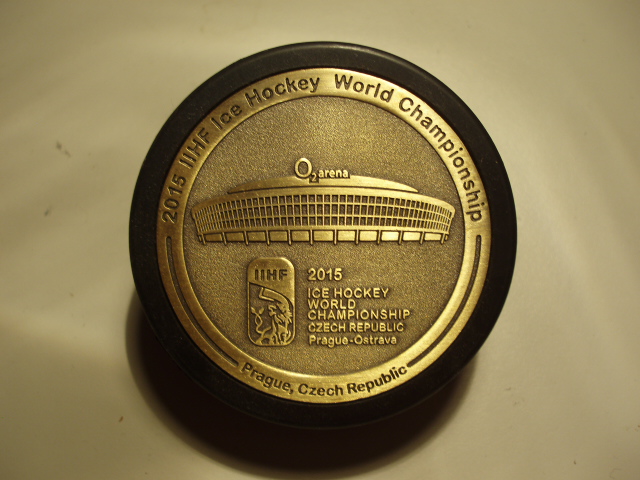 2015 IIHF Ice Hockey World Championship
O2 arena
IIHF
2015
ICE HOCKEY
WORLD
CHAMPIONSHIP
CZECH REPUBLIC
Prague-Ostrava
Prague, Czech Republic